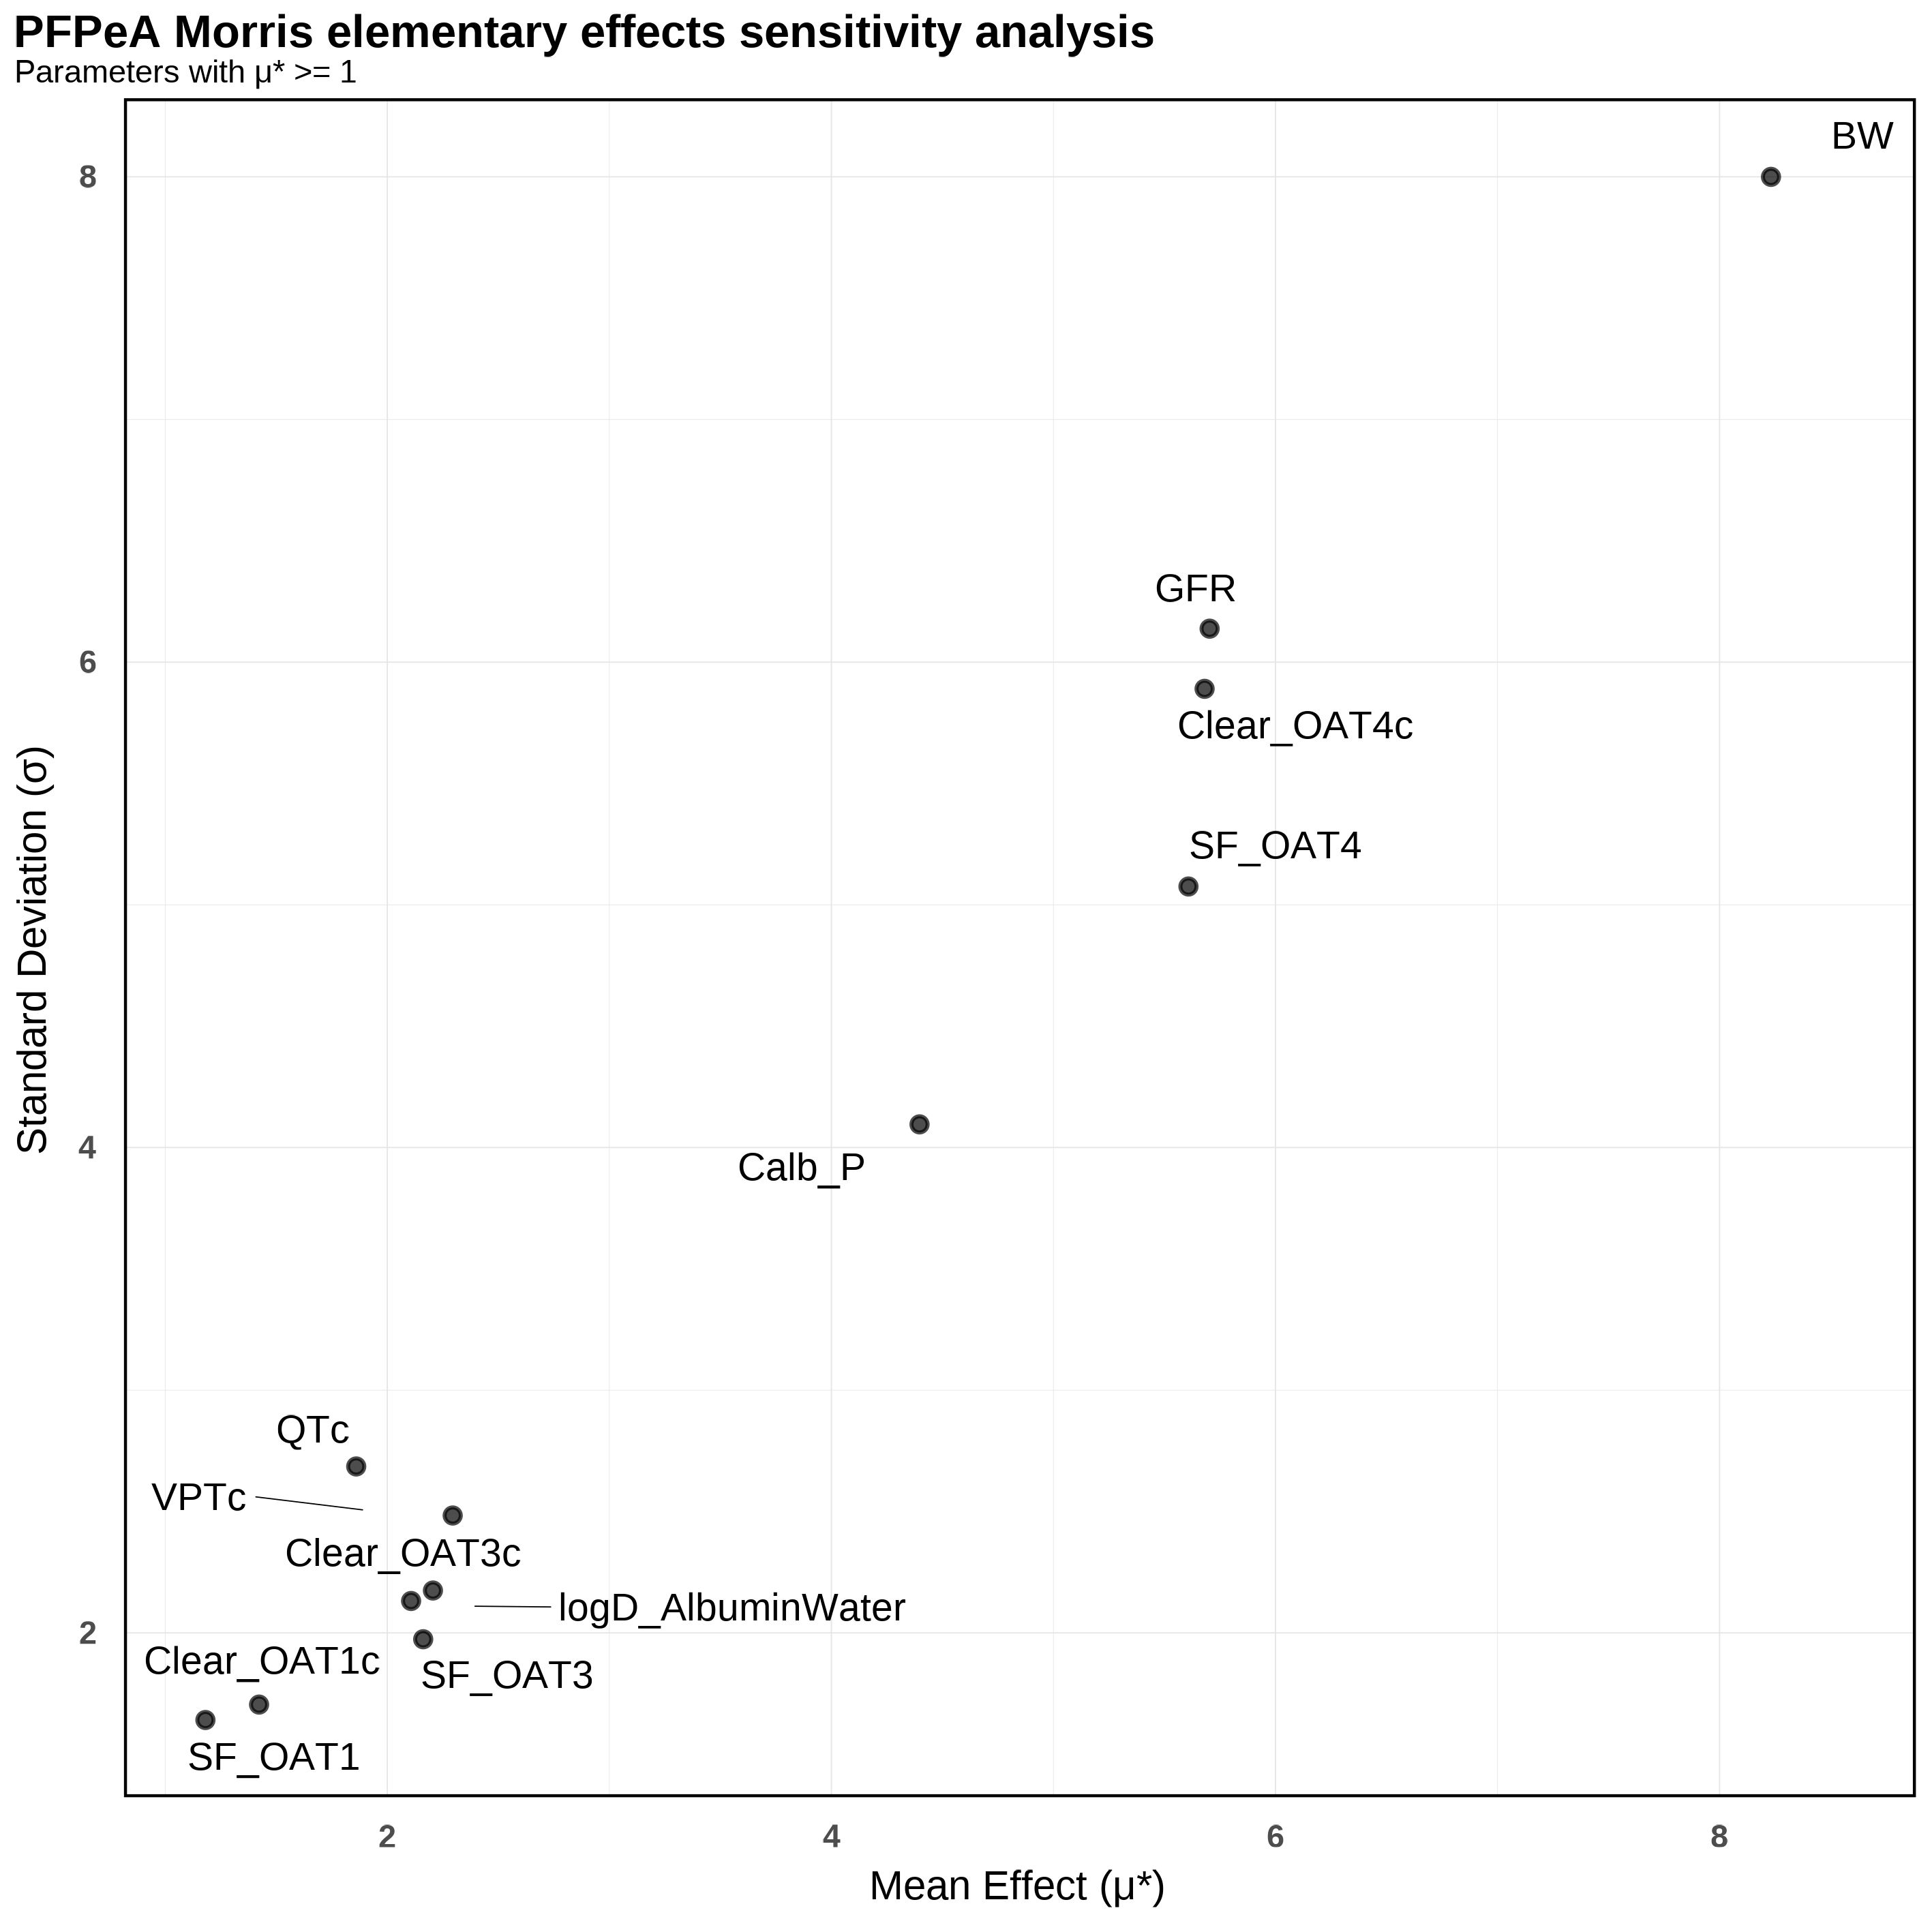 PFPeA Morris elementary effects sensitivity analysis
Parameters with μ* >= 1
BW
8
GFR
6
Clear_OAT4c
SF_OAT4
Standard Deviation (σ)
4
Calb_P
QTc
VPTc
Clear_OAT3c
logD_AlbuminWater
2
Clear_OAT1c
SF_OAT3
SF_OAT1
2 4 6 8
Mean Effect (μ*)